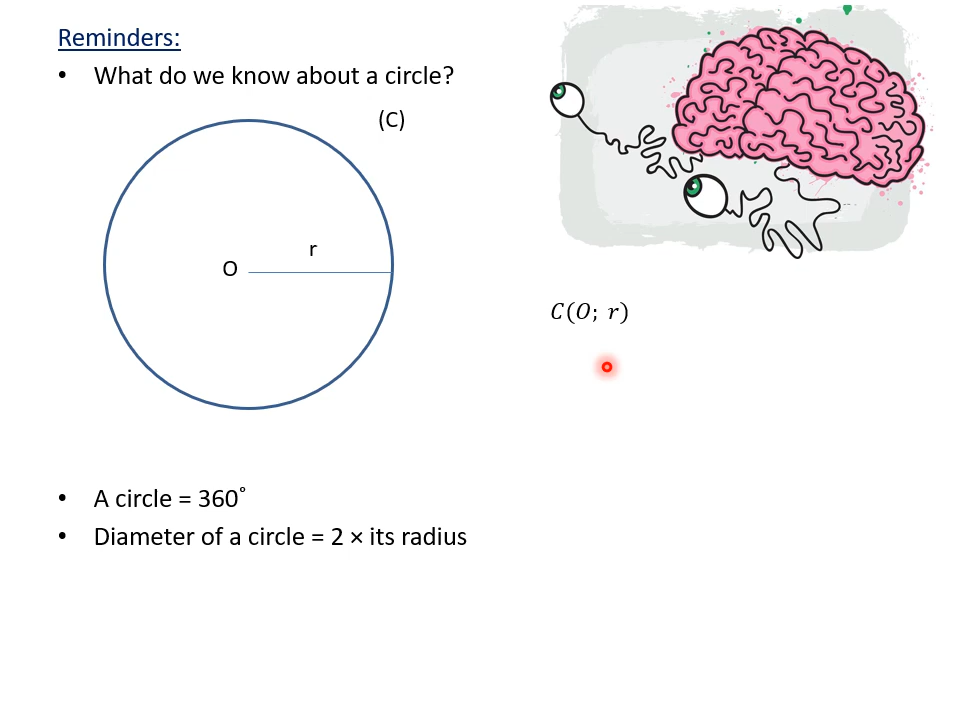 Reminders:
• What do we know about a circle?
(C)
r
O
C(O; r)
• A circle = 360°
• Diameter of a circle = 2 × its radius